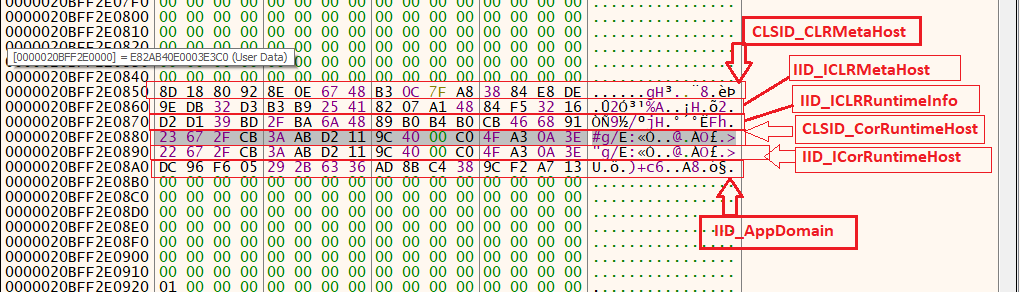 0000020BFF2E07F0 00 00 00 00 00 00 00 00 00 00 00 00 00 00 00 00 ................
0000020BFF2E0800 00 00 00 00 00 00 00 00 00 00 00 00 00 00 00 00 ................
0000020BFF2E0810 00 00 00 00 00 00 00 00 00 00 00 00 00 00 00 00 ................
0000020BFF2E0820 00 00 00 00 00 00 00 00 00 00 00 00 00 00 00 00 ................
[0000020BFF2E0000] = E82AB40E0003E3C0 (User Data)
0000020BFF2E0840 00 00 00 00 00 00 00 00 00 00 00 00 00 00 00 00 ................
0000020BFF2E0850 8D 18 80 92 8E 0E 67 48 B3 0C 7F A8 38 84 E8 DE ......gH³..¨8.èÞ
0000020BFF2E0860 9E DB 32 D3 B3 B9 25 41 82 07 A1 48 84 F5 32 16 .Û2Ó³¹%A..¡H.õ2.
0000020BFF2E0870 D2 D1 39 BD 2F BA 6A 48 89 B0 B4 B0 CB 46 68 91 ÒÑ9½/ºjH.°´°ËFh.
0000020BFF2E0880 23 67 2F CB 3A AB D2 11 9C 40 00 C0 4F A3 0A 3E #g/Ë:«Ò..@.ÀO£.>
0000020BFF2E0890 22 67 2F CB 3A AB D2 11 9C 40 00 C0 4F A3 0A 3E "g/Ë:«Ò..@.ÀO£.>
0000020BFF2E08A0 DC 96 F6 05 29 2B 63 36 AD 8B C4 38 9C F2 A7 13 Ü.ö.)+c6..Ä8.ò§.
0000020BFF2E08B0 00 00 00 00 00 00 00 00 00 00 00 00 00 00 00 00 ................
0000020BFF2E08C0 00 00 00 00 00 00 00 00 00 00 00 00 00 00 00 00 ................
0000020BFF2E08D0 00 00 00 00 00 00 00 00 00 00 00 00 00 00 00 00 ................
0000020BFF2E08E0 00 00 00 00 00 00 00 00 00 00 00 00 00 00 00 00 ................
0000020BFF2E08F0 00 00 00 00 00 00 00 00 00 00 00 00 00 00 00 00 ................
0000020BFF2E0900 00 00 00 00 00 00 00 00 00 00 00 00 00 00 00 00 ................
0000020BFF2E0910 00 00 00 00 00 00 00 00 00 00 00 00 00 00 00 00 ................
0000020BFF2E0920 01 00 00 00 00 00 00 00 00 00 00 00 00 00 00 00 ................
CLSID_CLRMetaHost
IID_ICLRMetaHost
IID_ICLRRuntimeInfo
CLSID_CorRuntimeHost
IID_ICorRuntimeHost
IID_AppDomain